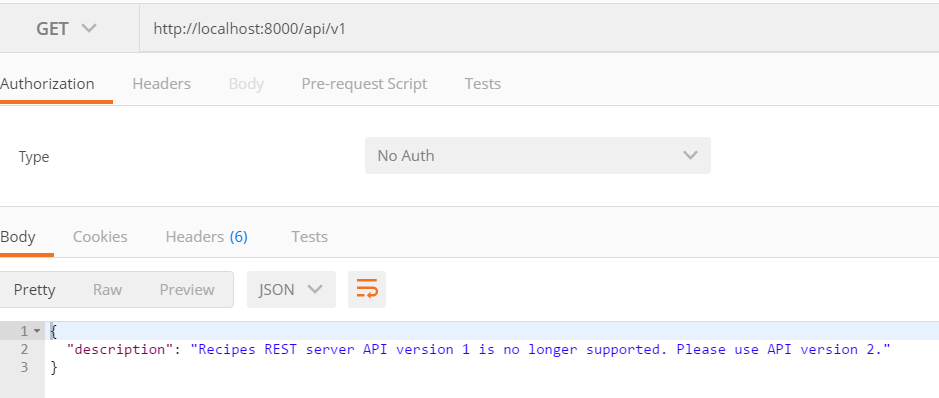 GET http://localhost:8000/api/v1
Authorization Headers Body Pre-request Script Tests
Type No Auth
Body Cookies Headers (6) Tests
Pretty Raw Preview JSON
1 {
2 "description": "Recipes REST server API version 1 is no longer supported. Please use API version 2."
3 }